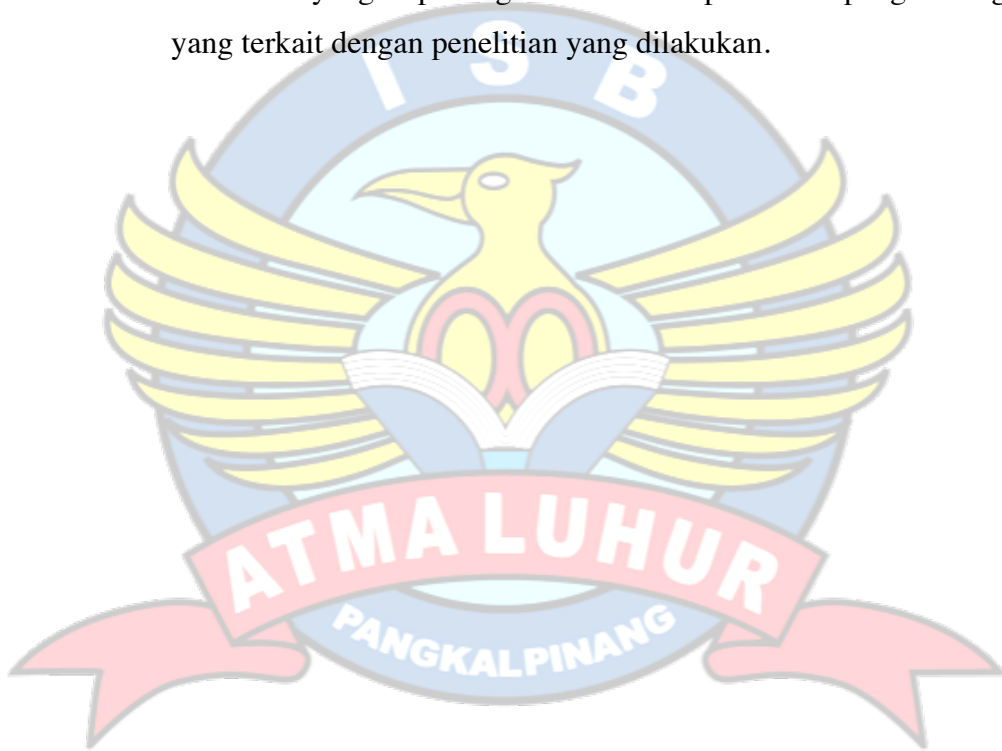 yang terkait dengan penelitian yang dilakukan.
I S B
ATMA LUHUR
PANGKALPINANG